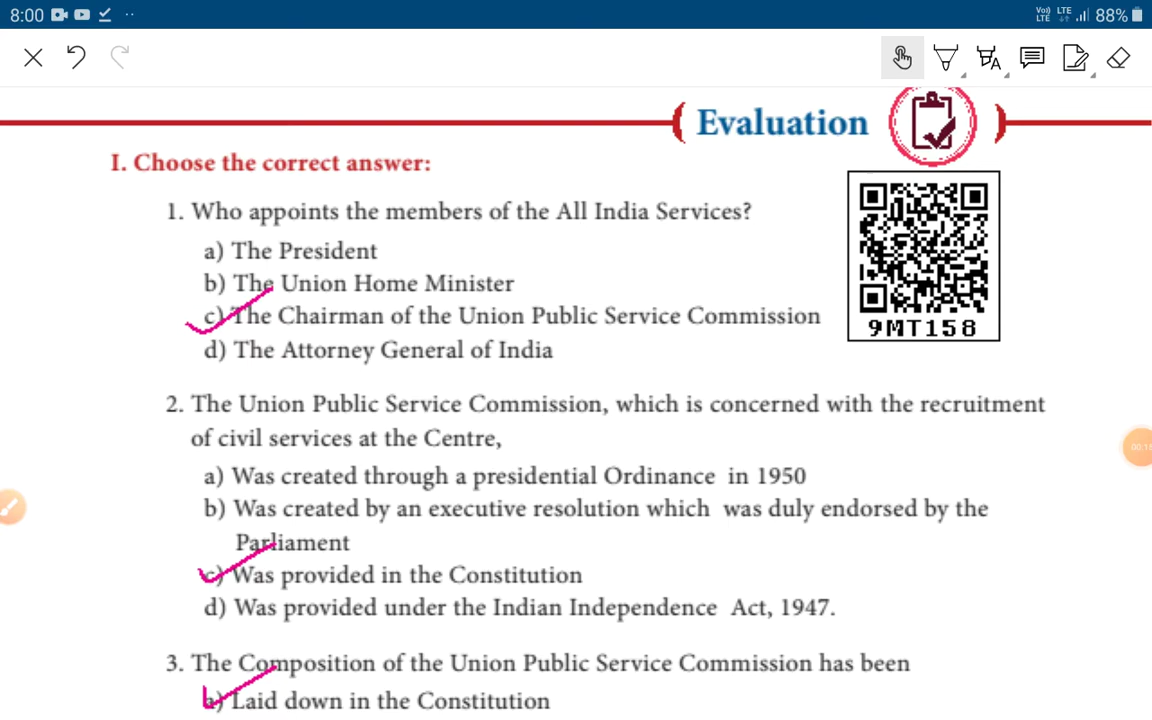 8:00 Vo)) LTE LTE 88%
Evaluation
I. Choose the correct answer:
1. Who appoints the members of the All India Services?
a) The President
b) The Union Home Minister
c) The Chairman of the Union Public Service Commission
d) The Attorney General of India
9MT158
2. The Union Public Service Commission, which is concerned with the recruitment
of civil services at the Centre,
a) Was created through a presidential Ordinance in 1950
b) Was created by an executive resolution which was duly endorsed by the
Parliament
c) Was provided in the Constitution
d) Was provided under the Indian Independence Act, 1947.
3. The Composition of the Union Public Service Commission has been
a) Laid down in the Constitution